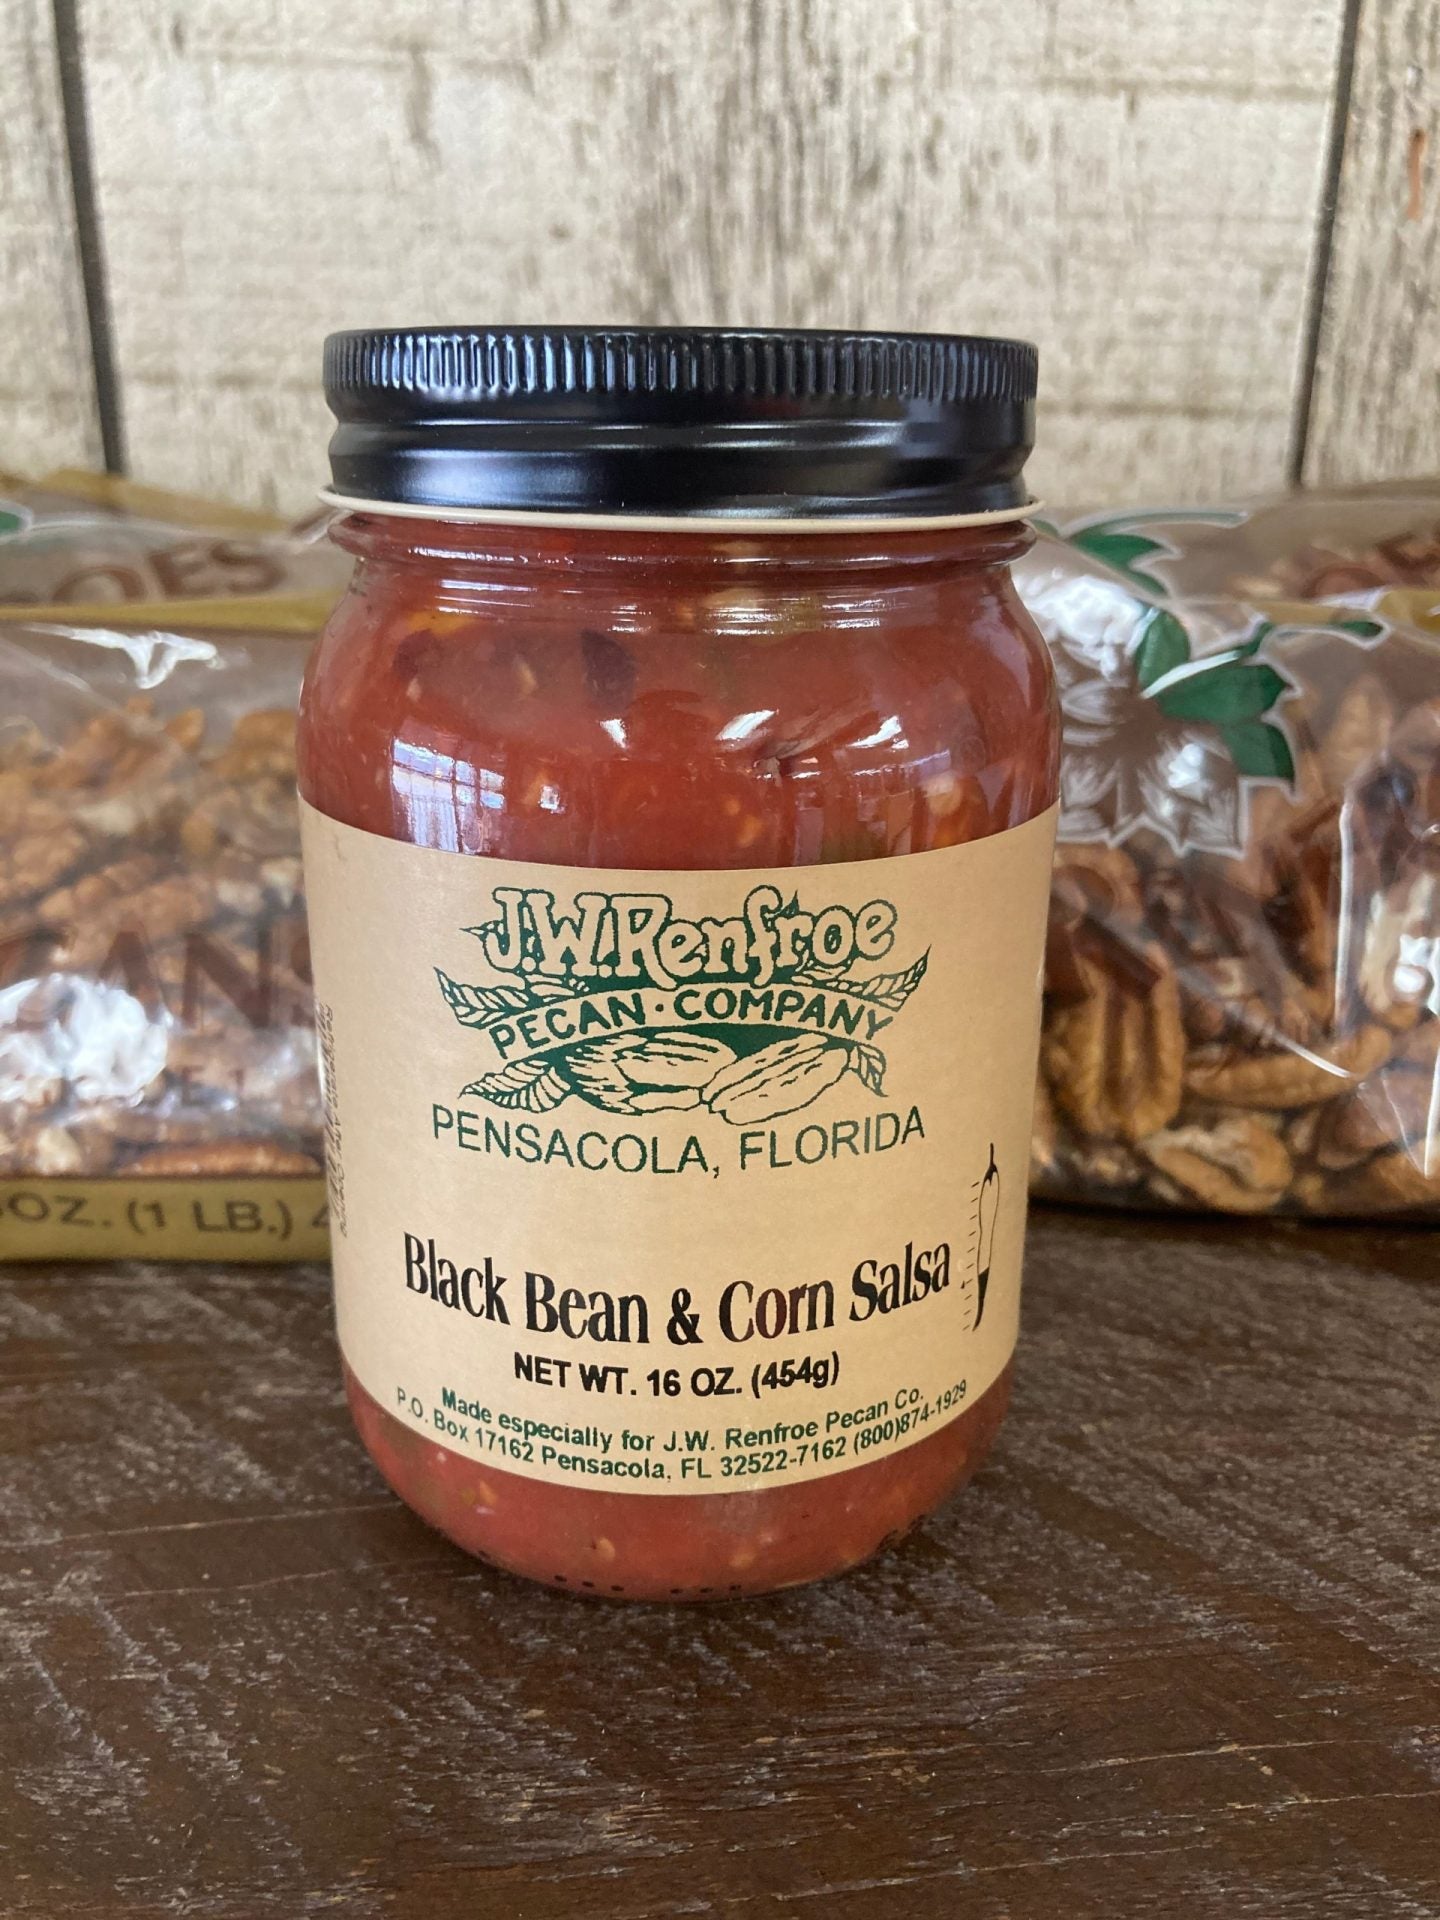 J.W. Renfroe
PECAN · COMPANY
PENSACOLA, FLORIDA
Black Bean & Corn Salsa
NET WT. 16 OZ. (454g)
Made especially for J.W. Renfroe Pecan Co.
P.O. Box 17162 Pensacola, FL 32522-7162 (800)874-1929
OZ. (1 LB.)